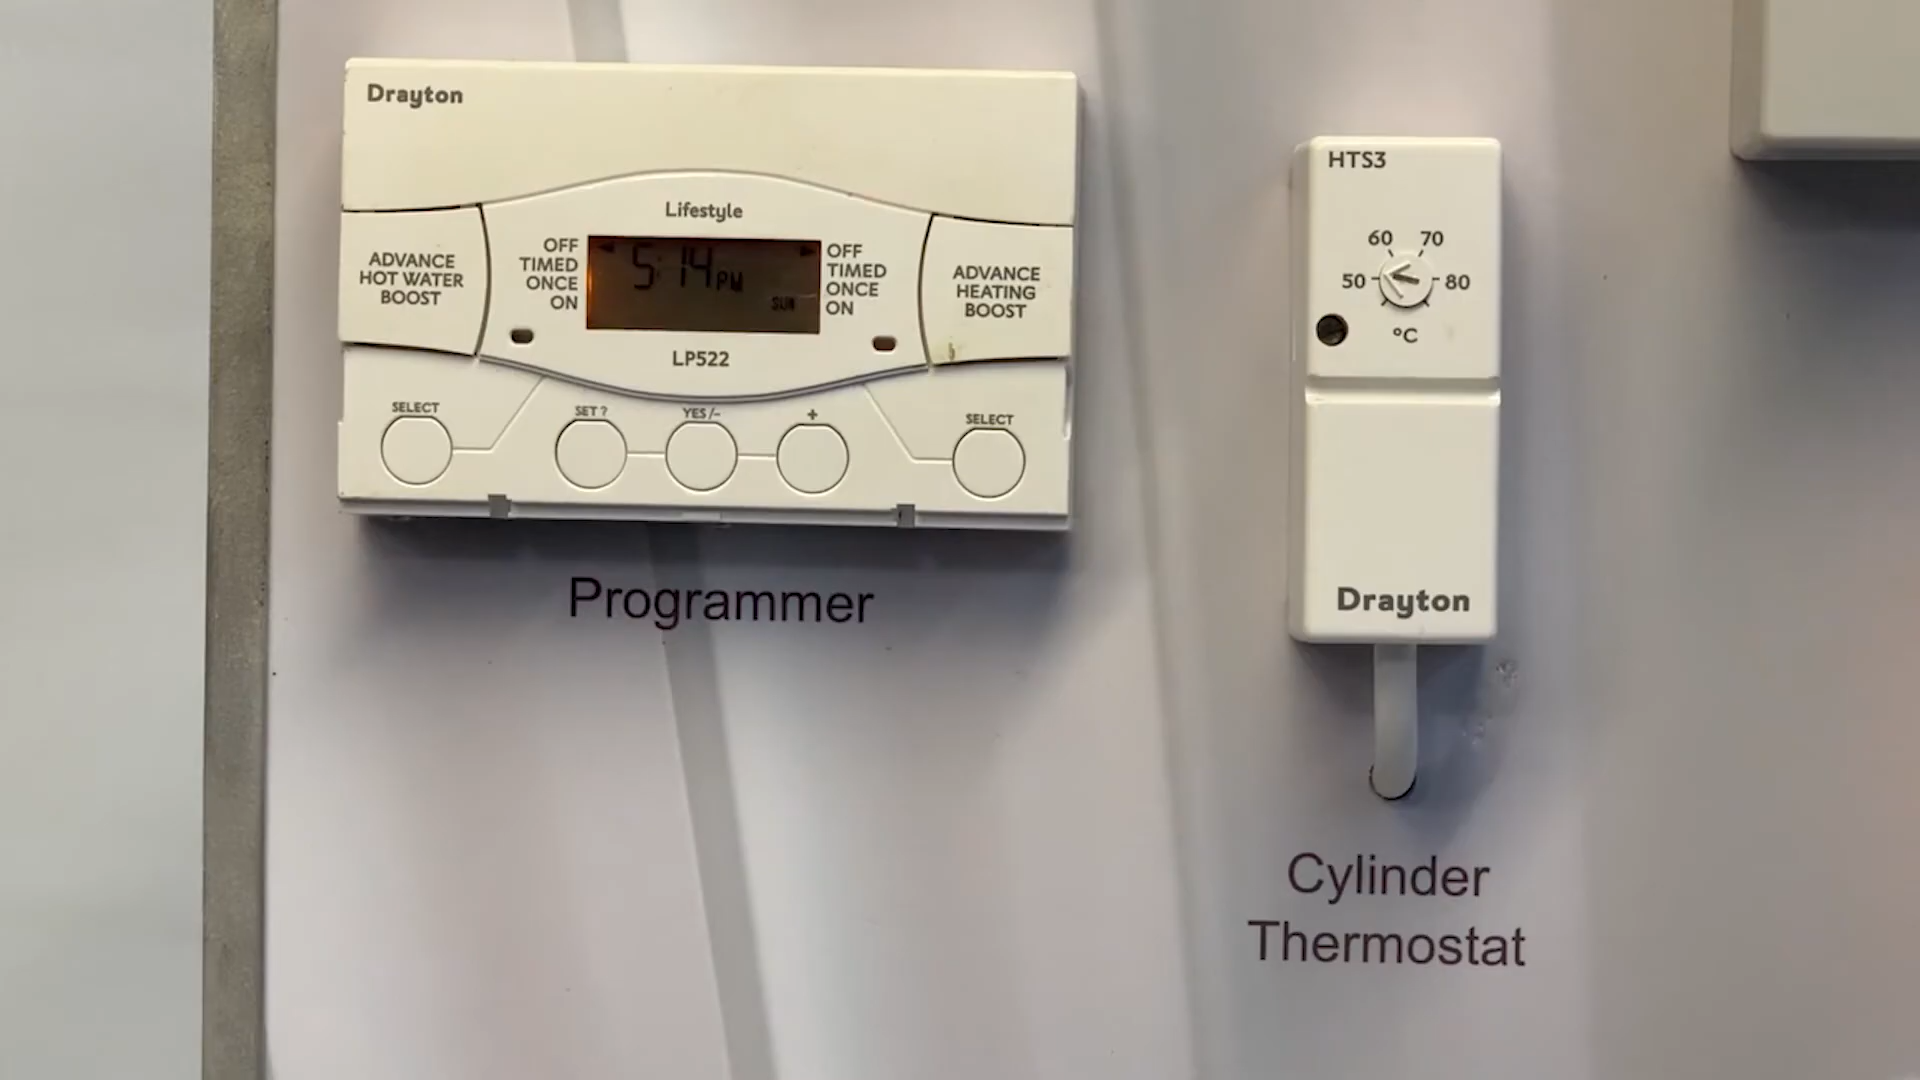 Drayton
Lifestyle
ADVANCE
HOT WATER
BOOST
OFF
TIMED
ONCE
ON
5:14PM
SUN
OFF
TIMED
ONCE
ON
ADVANCE
HEATING
BOOST
LP522
SELECT
SET ?
YES /-
+
SELECT
Programmer
HTS3
60 70
50 80
°C
Drayton
Cylinder
Thermostat